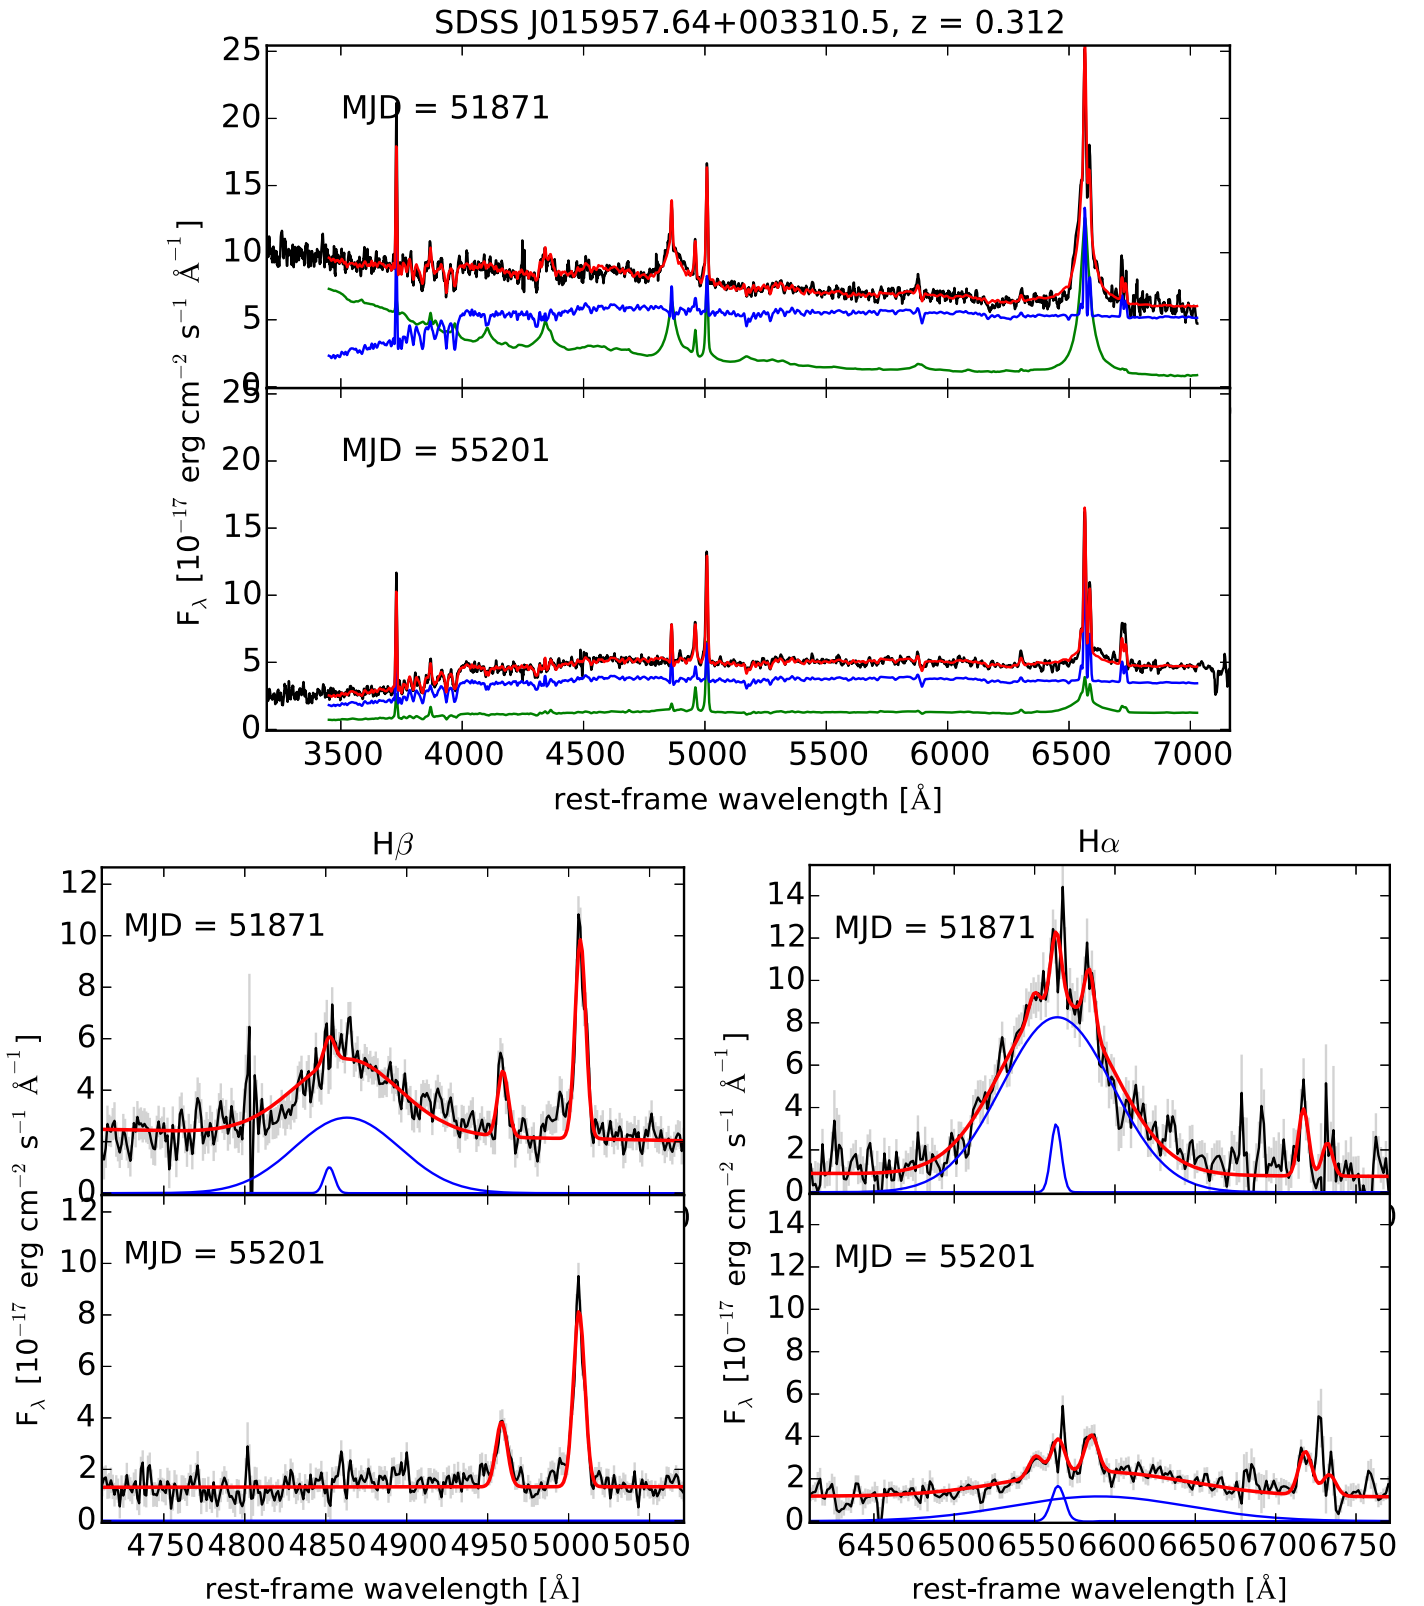 SDSS J015957.64+003310.5, z = 0.312
25
MJD = 51871
20
15
10
5
0
25
MJD = 55201
20
15
10
5
0
F_λ [10^−17 erg cm^−2 s^−1 Å^−1]
3500 4000 4500 5000 5500 6000 6500 7000
rest-frame wavelength [Å]
Hβ
12
MJD = 51871
10
8
6
4
2
0
12
MJD = 55201
10
8
6
4
2
0
F_λ [10^−17 erg cm^−2 s^−1 Å^−1]
4750 4800 4850 4900 4950 5000 5050
rest-frame wavelength [Å]
Hα
14
MJD = 51871
12
10
8
6
4
2
0
14
MJD = 55201
12
10
8
6
4
2
0
F_λ [10^−17 erg cm^−2 s^−1 Å^−1]
6450 6500 6550 6600 6650 6700 6750
rest-frame wavelength [Å]